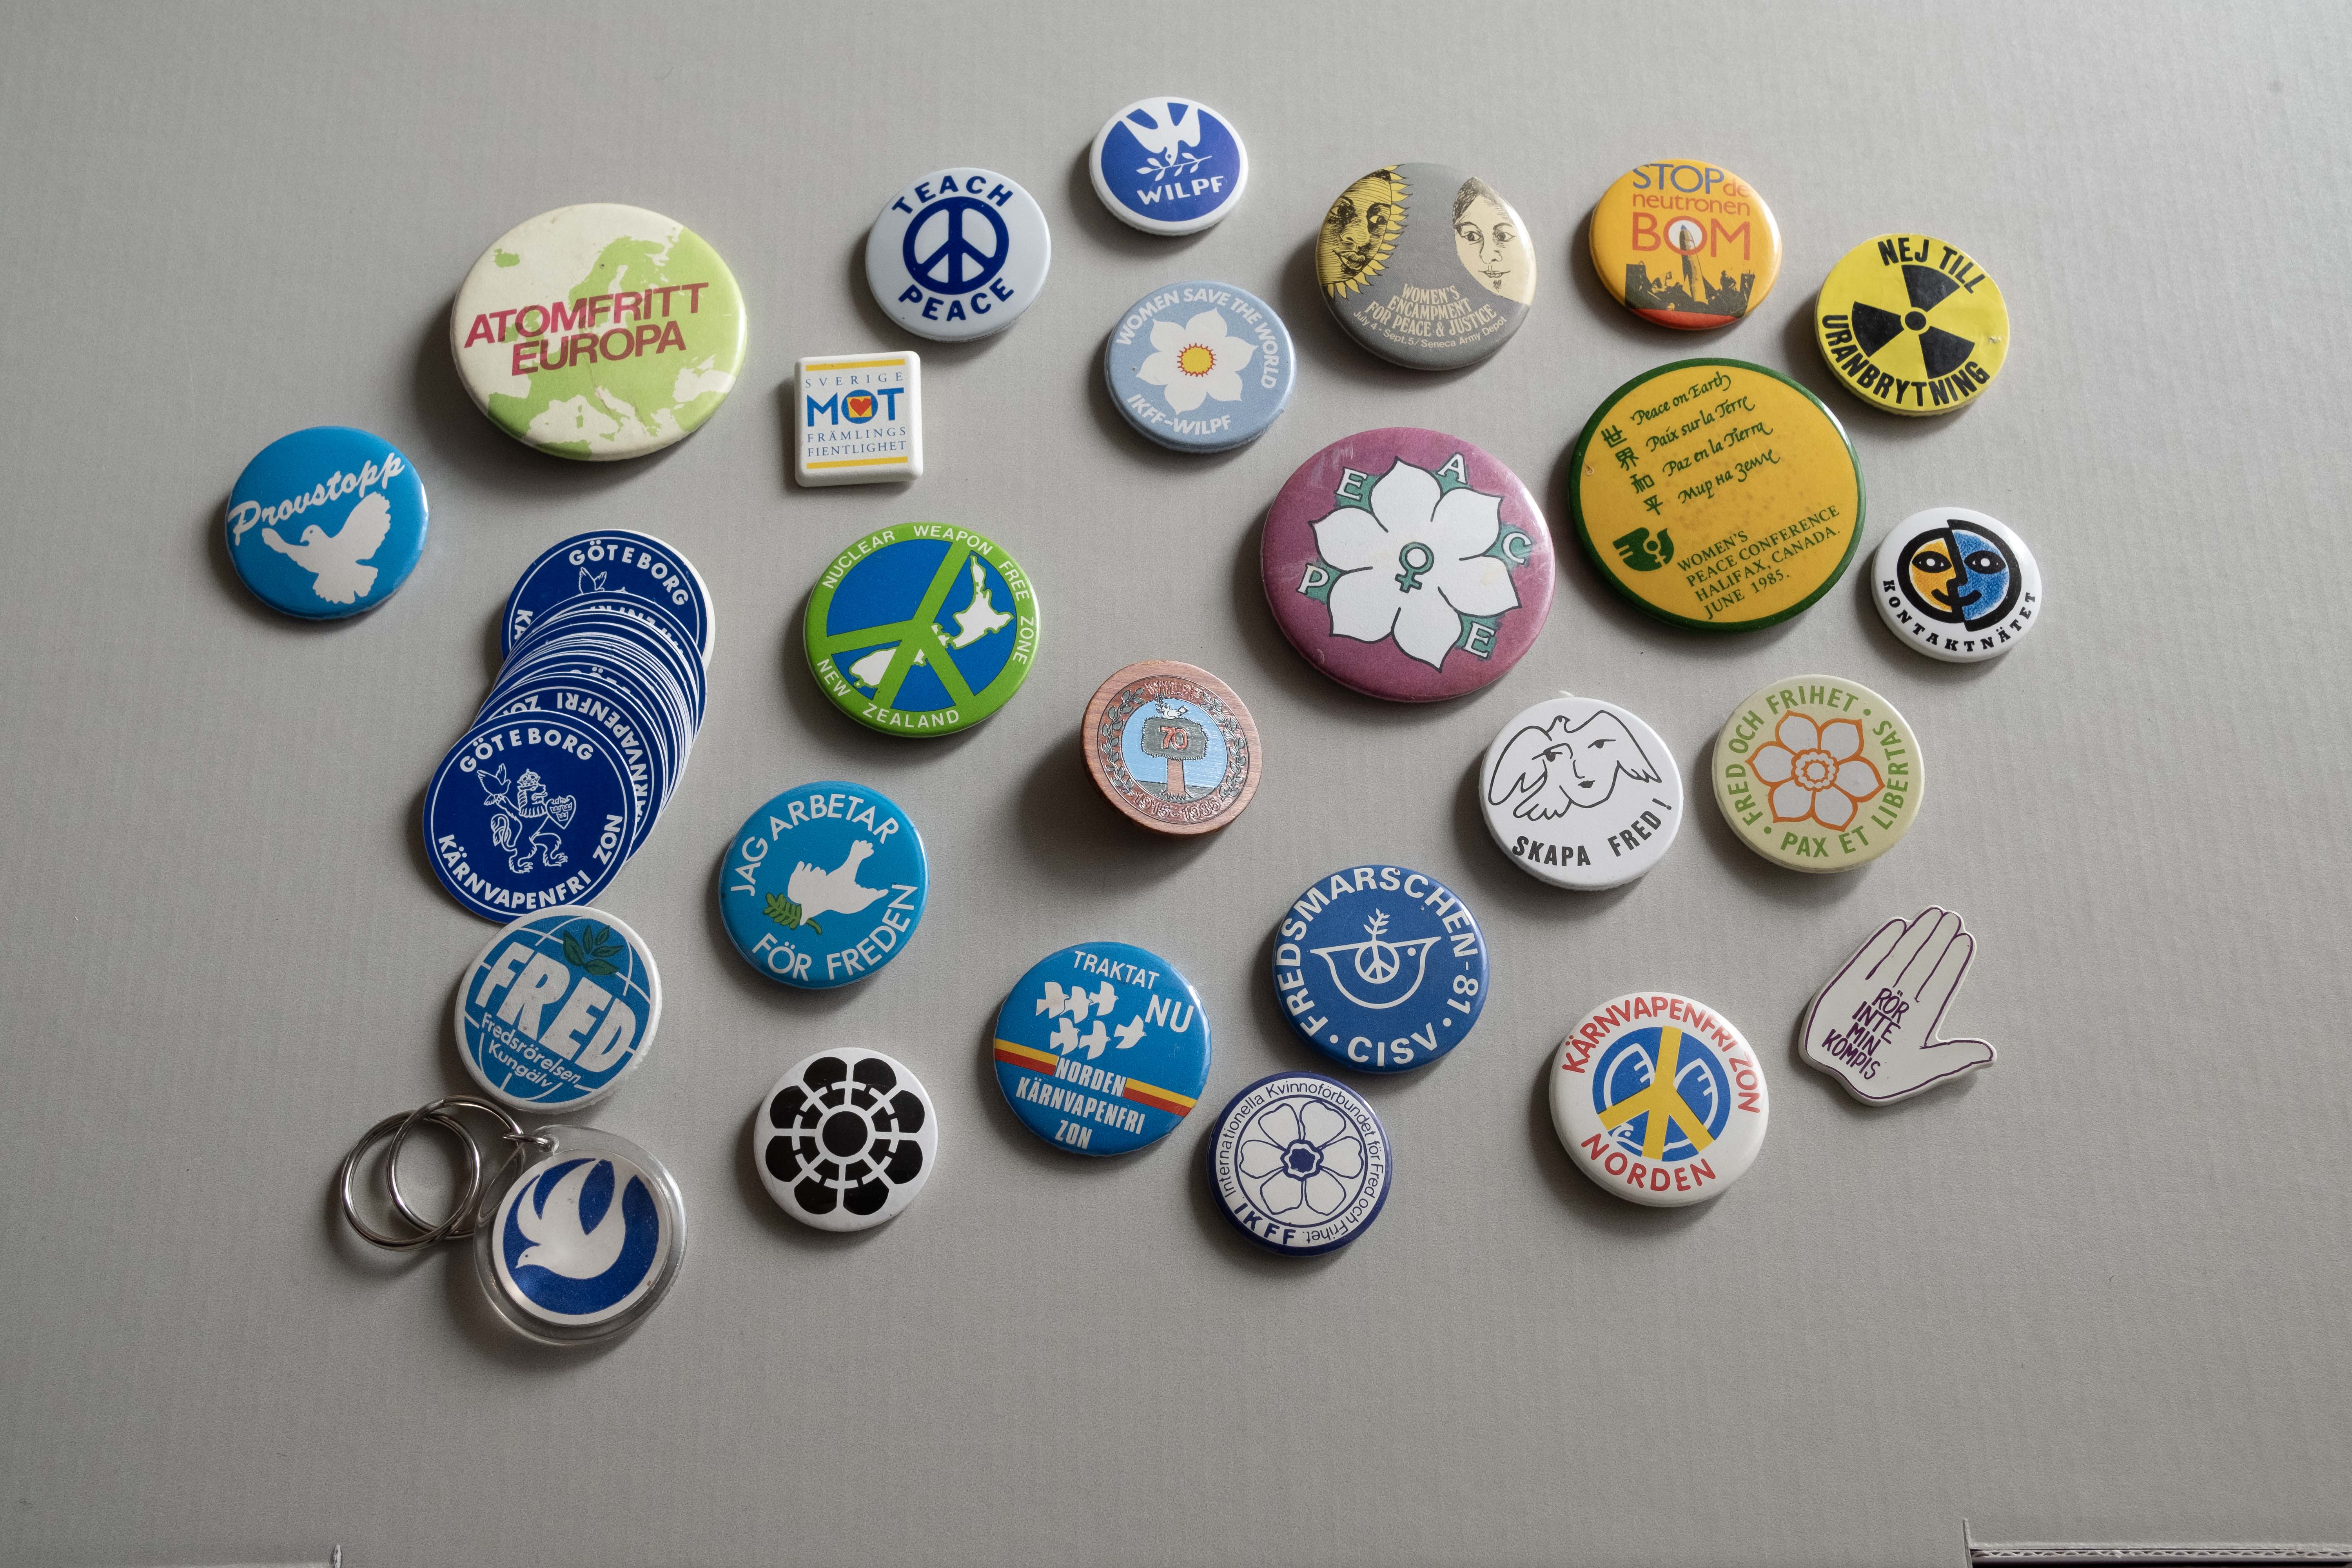 WILPF
TEACH
PEACE
STOP de
neutronen
BOM
WOMEN'S
ENCAMPMENT
FOR PEACE & JUSTICE
July 4 - Sept. 5 / Seneca Army Depot
ATOMFRITT
EUROPA
NEJ TILL
URANBRYTNING
WOMEN SAVE THE WORLD
IKFF-WILPF
SVERIGE
MOT
FRÄMLINGS
FIENTLIGHET
Peace on Earth
Paix sur la Terre
Paz en la Tierra
Мир на Земле
世界和平
WOMEN'S
PEACE CONFERENCE
HALIFAX, CANADA.
JUNE 1985.
Provstopp
PEACE
KONTAKTNÄTET
GÖTEBORG
ZON
KÄRNVAPENFRI
GÖTEBORG
KÄRNVAPENFRI ZON
NUCLEAR WEAPON FREE ZONE
NEW ZEALAND
70
1915-1985
SKAPA FRED!
FRED OCH FRIHET •
PAX ET LIBERTAS •
JAG ARBETAR
FÖR FREDEN
FREDSMARSCHEN-81
• CISV •
FRED
Fredsrörelsen
Kungälv
TRAKTAT
NU
NORDEN
KÄRNVAPENFRI
ZON
RÖR
INTE
MIN
KOMPIS
KÄRNVAPENFRI ZON
NORDEN
Internationella Kvinnoförbundet för Fred och Frihet.
IKFF